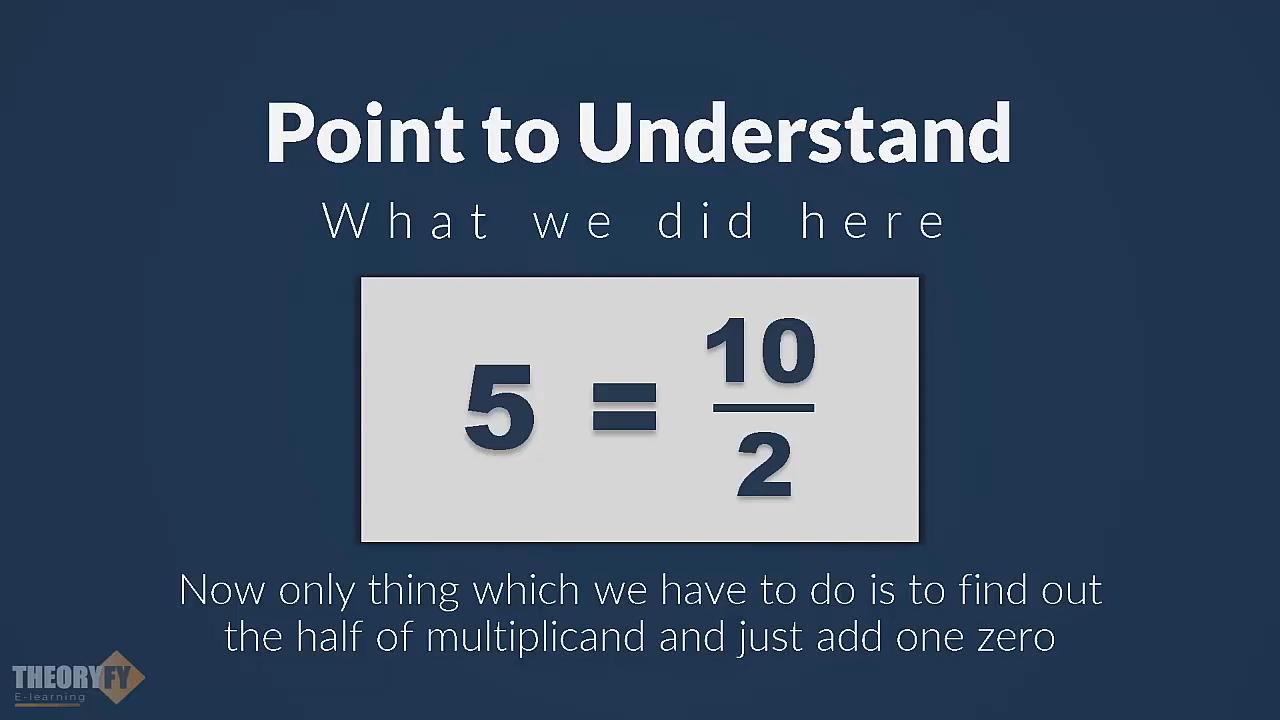 Point to Understand
What we did here
5 = 10/2
Now only thing which we have to do is to find out
the half of multiplicand and just add one zero
THEORYFY
E-learning